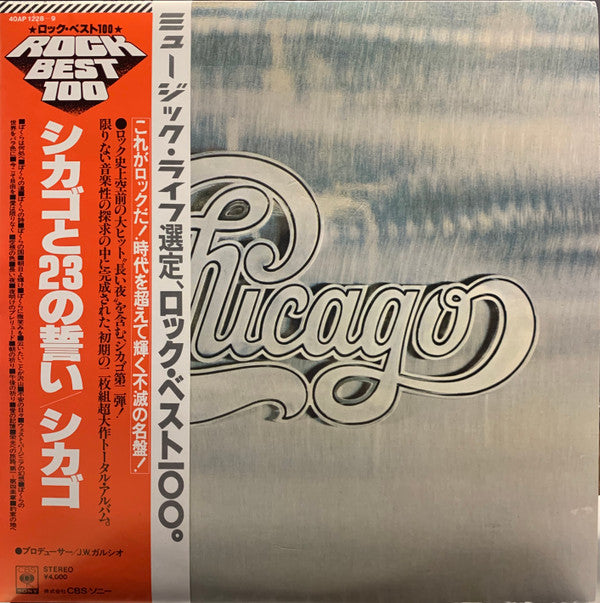 40AP 1228~9
★ロック・ベスト100★
ROCK
BEST
100
シカゴと23の誓い/シカゴ
ミュージック・ライフ選定、ロック・ベスト一〇〇。
[これがロックだ!時代を超えて輝く不滅の名盤!]
●ロック史上空前の大ヒット"長い夜"を含むシカゴ第二弾!
限りない音楽性の探求の中に完成された、初期の二枚組超大作トータル・アルバム。
●プロデューサー/J.W.ガルシオ
CBS
SONY
STEREO
¥4,000
株式会社 CBS・ソニー
Chicago